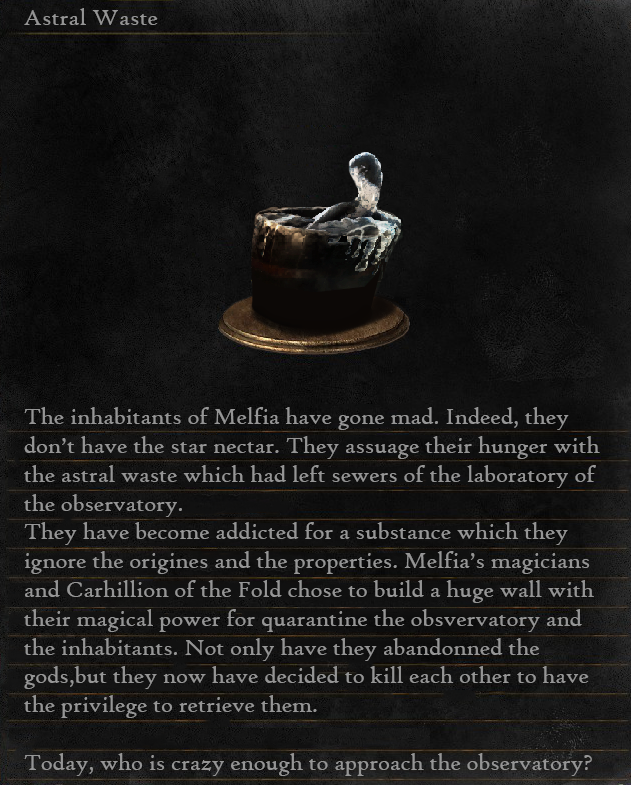 Astral Waste
The inhabitants of Melfia have gone mad. Indeed, they
don't have the star nectar. They assuage their hunger with
the astral waste which had left sewers of the laboratory of
the observatory.
They have become addicted for a substance which they
ignore the origines and the properties. Melfia's magicians
and Carhillion of the Fold chose to build a huge wall with
their magical power for quarantine the obsvervatory and
the inhabitants. Not only have they abandonned the
gods,but they now have decided to kill each other to have
the privilege to retrieve them.
Today, who is crazy enough to approach the observatory?